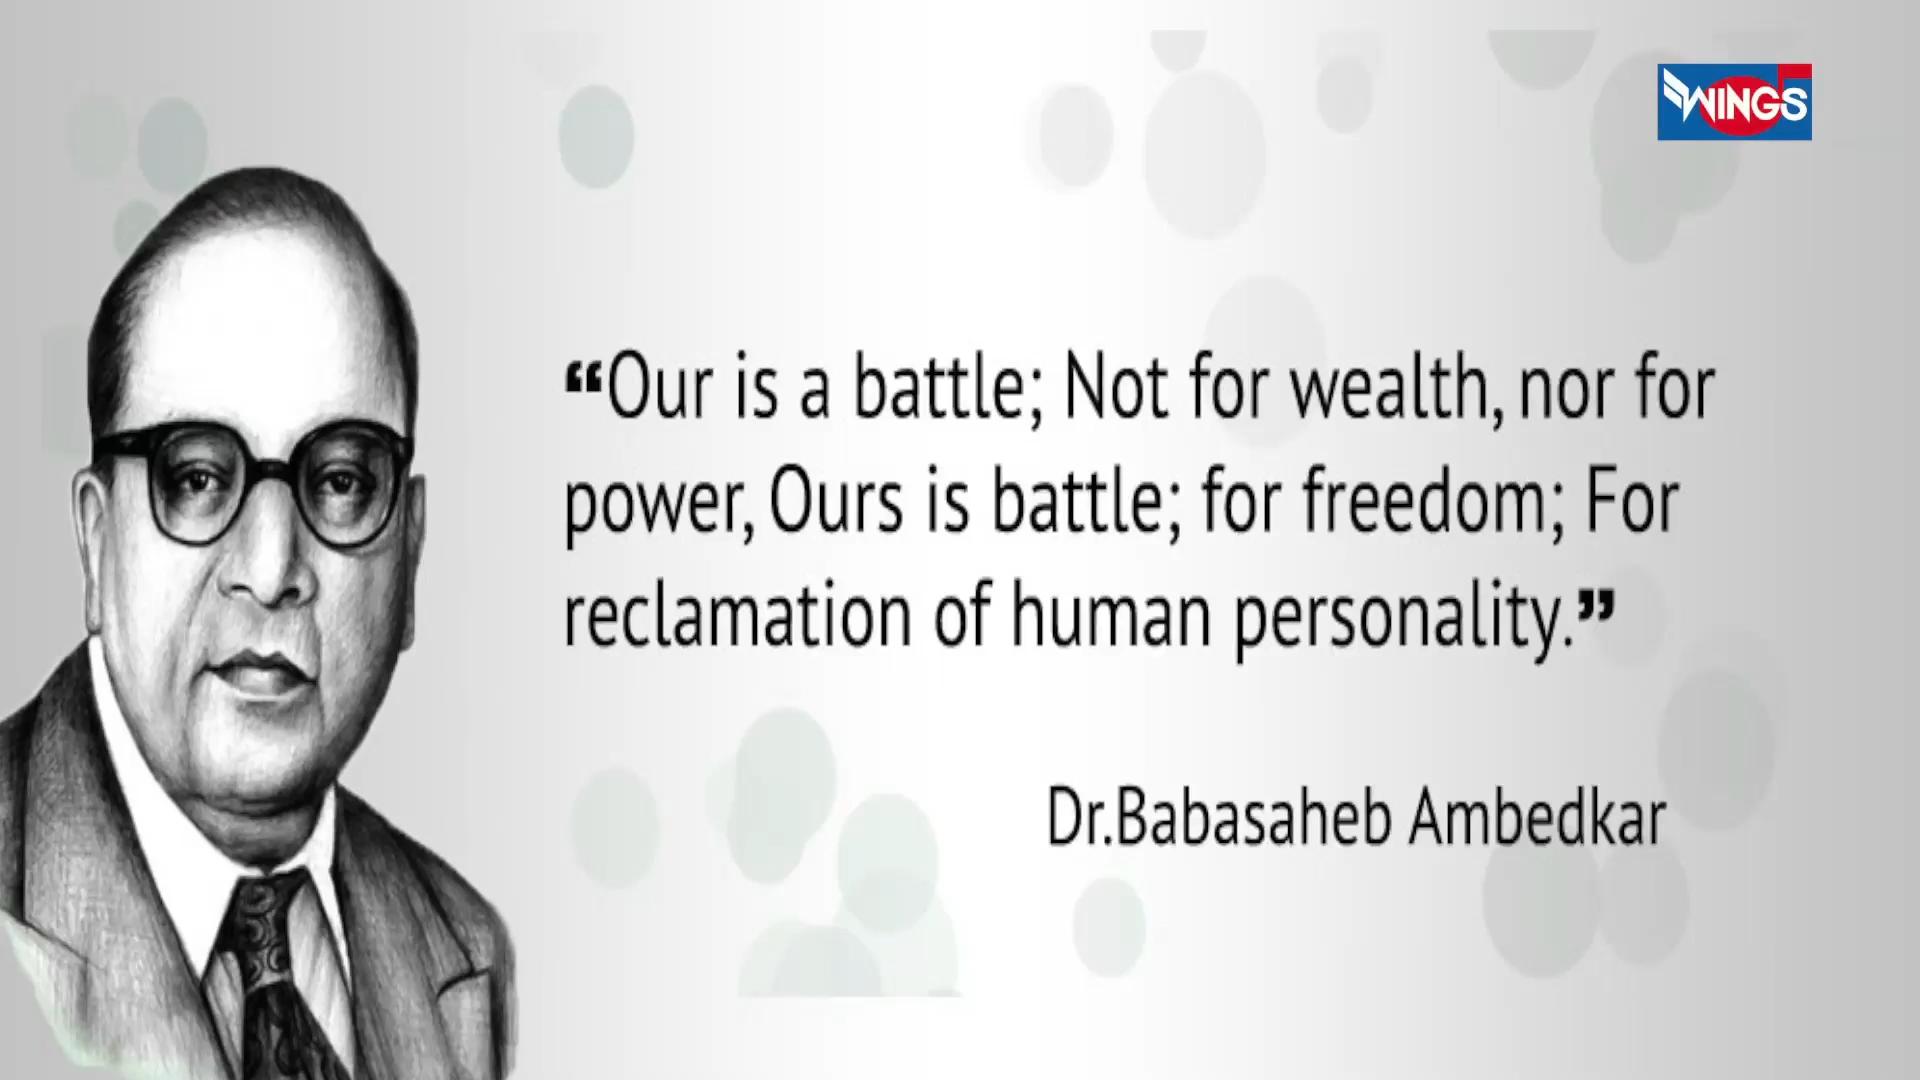 WINGS
“Our is a battle; Not for wealth, nor for
power, Ours is battle; for freedom; For
reclamation of human personality.”
Dr.Babasaheb Ambedkar